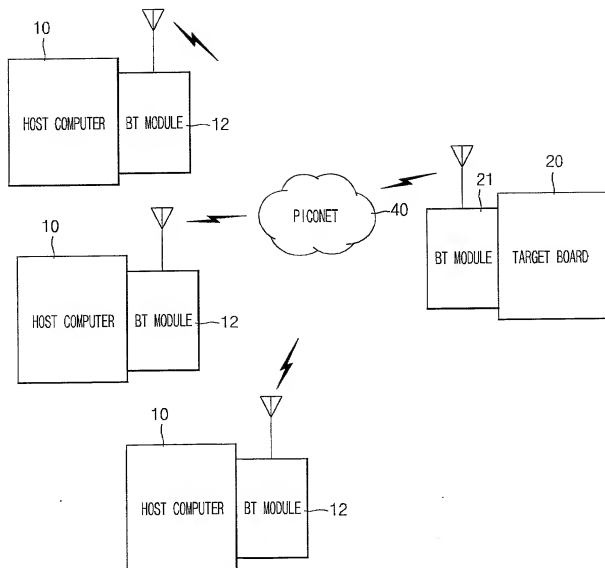 10
HOST COMPUTER
BT MODULE
12
10
HOST COMPUTER
BT MODULE
12
PICONET
40
21
20
BT MODULE
TARGET BOARD
10
HOST COMPUTER
BT MODULE
12